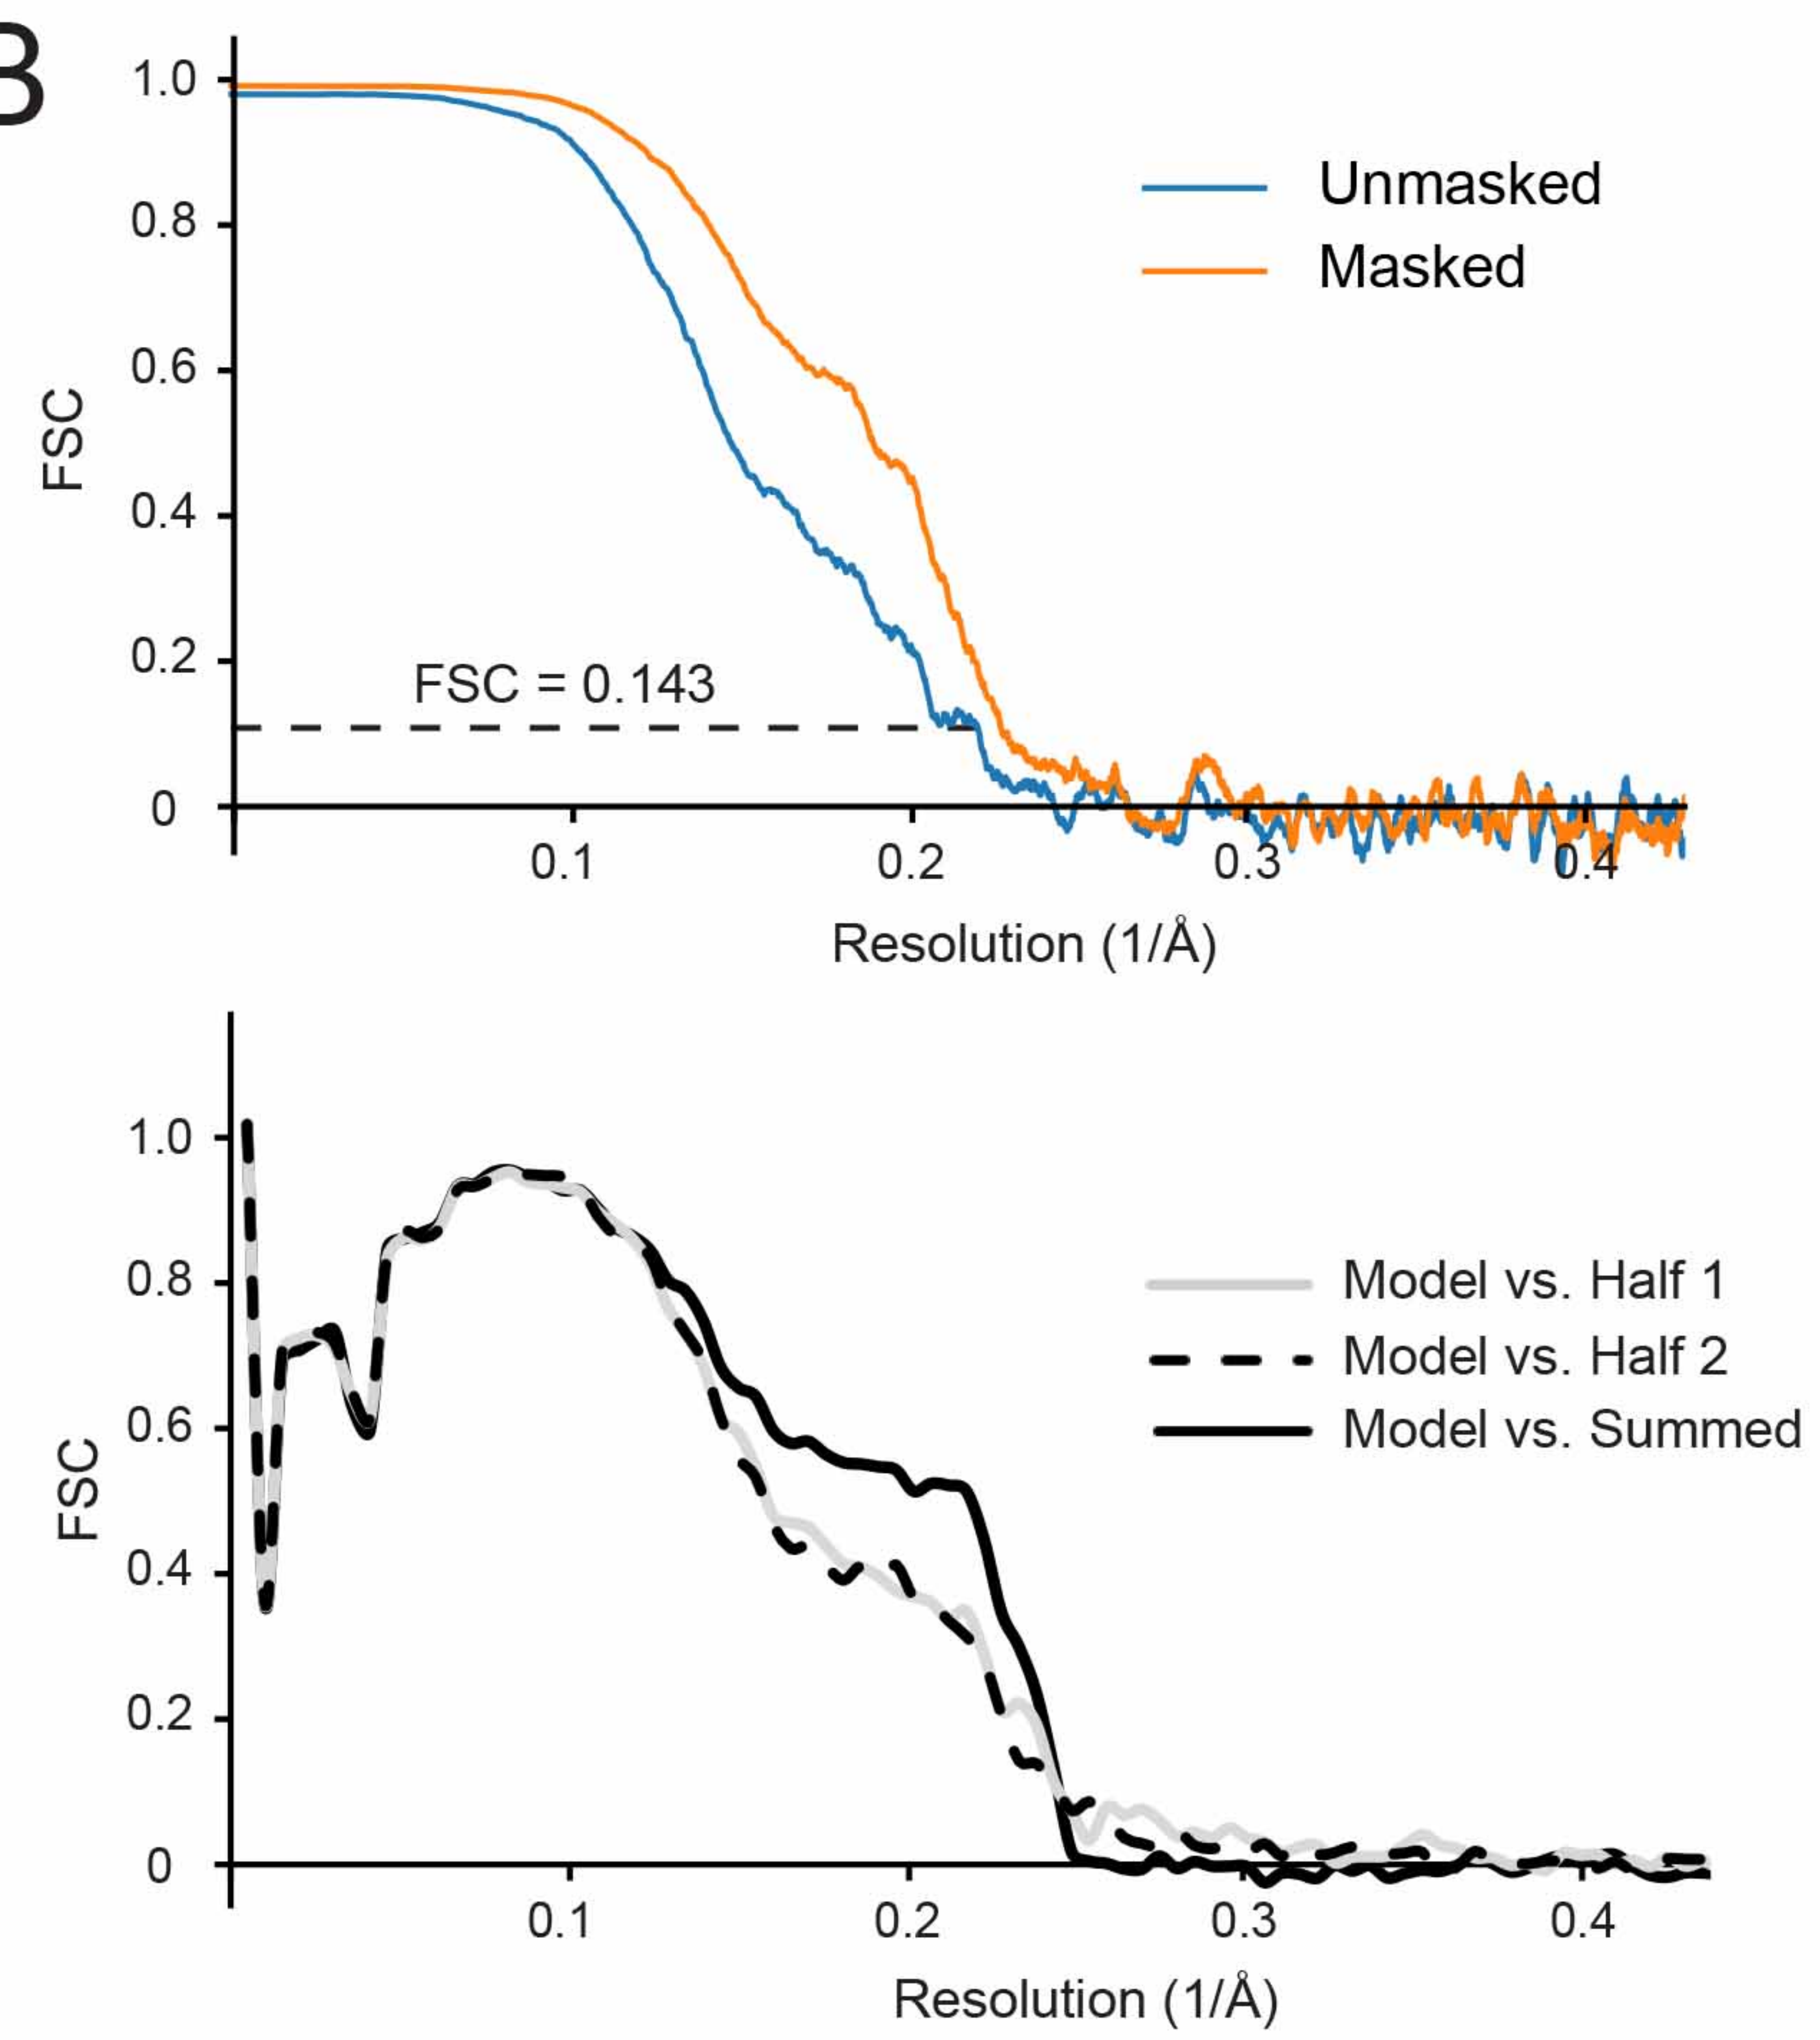 B
1.0
0.8
0.6
0.4
0.2
0
FSC
Unmasked
Masked
FSC = 0.143
0.1 0.2 0.3 0.4
Resolution (1/Å)
1.0
0.8
0.6
0.4
0.2
0
FSC
Model vs. Half 1
Model vs. Half 2
Model vs. Summed
0.1 0.2 0.3 0.4
Resolution (1/Å)